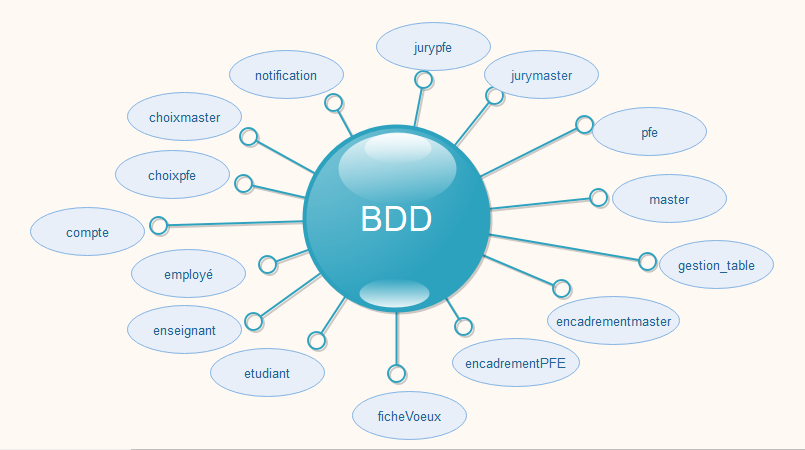 jurypfe
notification
jurymaster
choixmaster
pfe
choixpfe
master
BDD
compte
gestion_table
employé
encadrementmaster
enseignant
encadrementPFE
etudiant
ficheVoeux